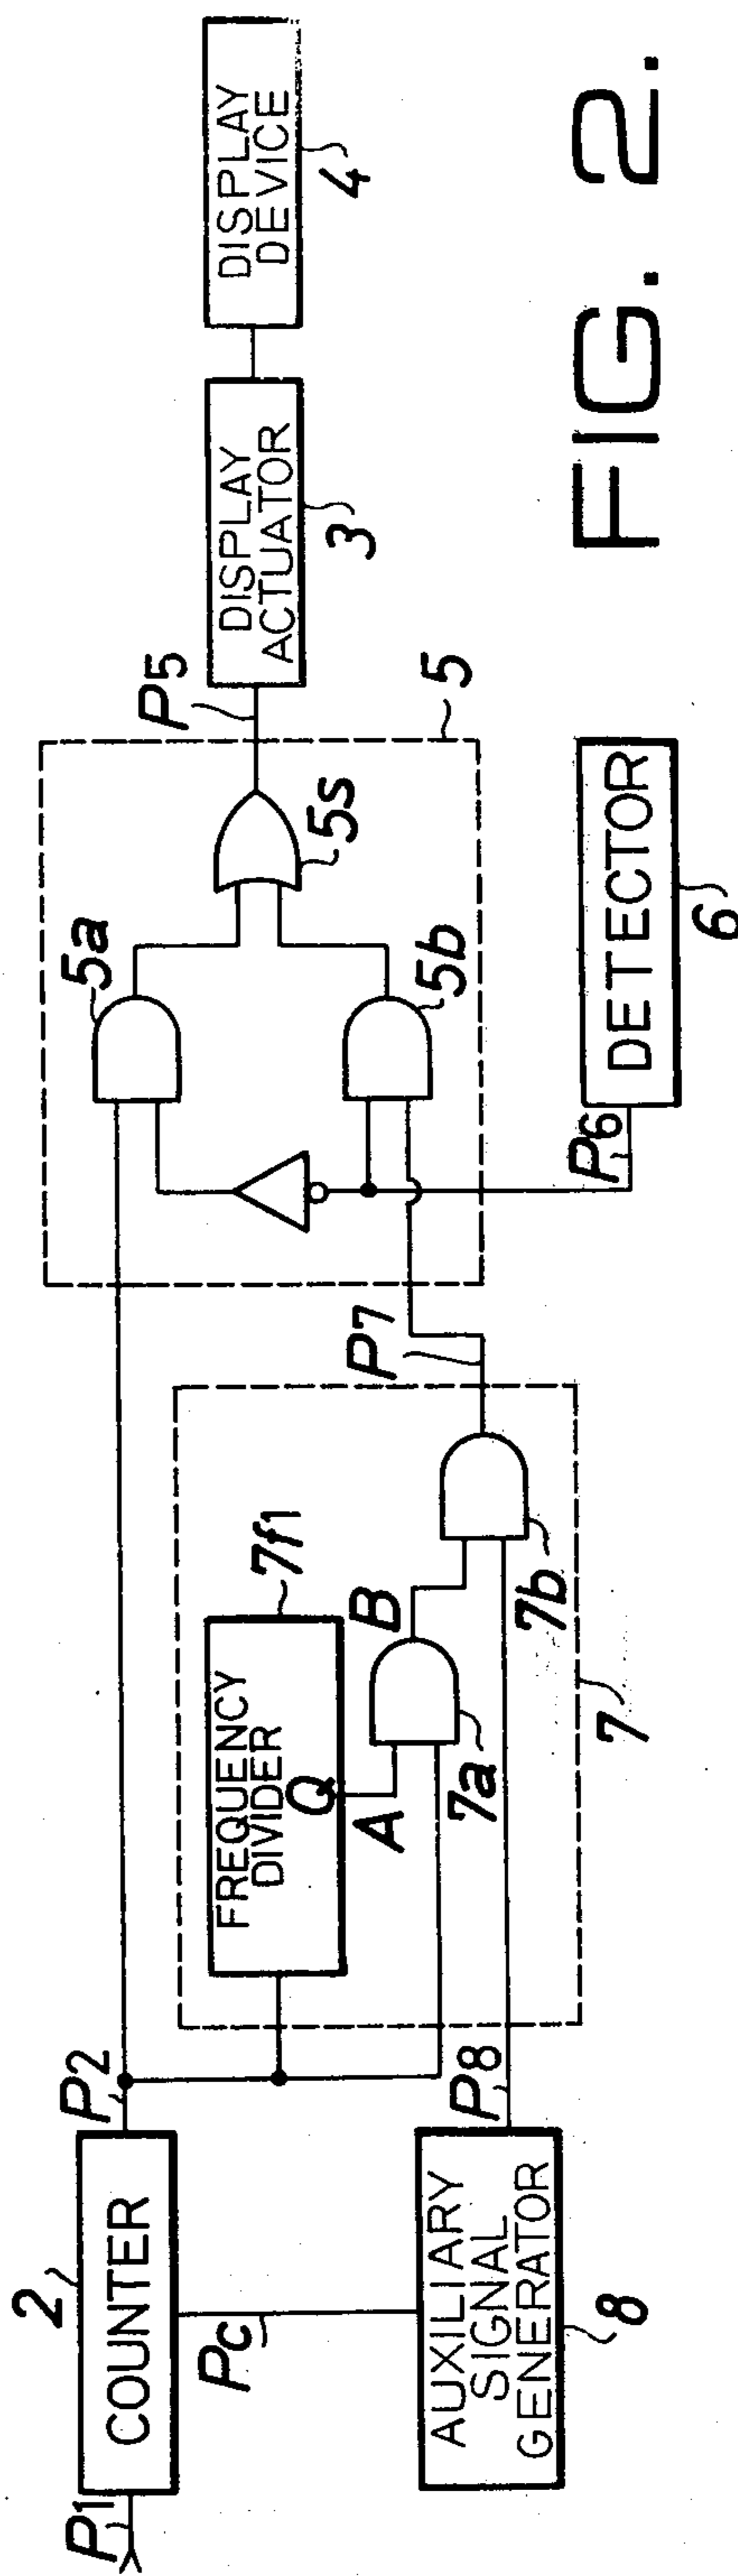 P1
2
COUNTER
P2
Pc
AUXILIARY
SIGNAL
GENERATOR
8
P8
FREQUENCY
DIVIDER
Q
7f1
A
7a
B
7b
7
P7
5a
5b
5s
5
P5
P6
DETECTOR
6
DISPLAY
ACTUATOR
3
DISPLAY
DEVICE
4
FIG. 2.